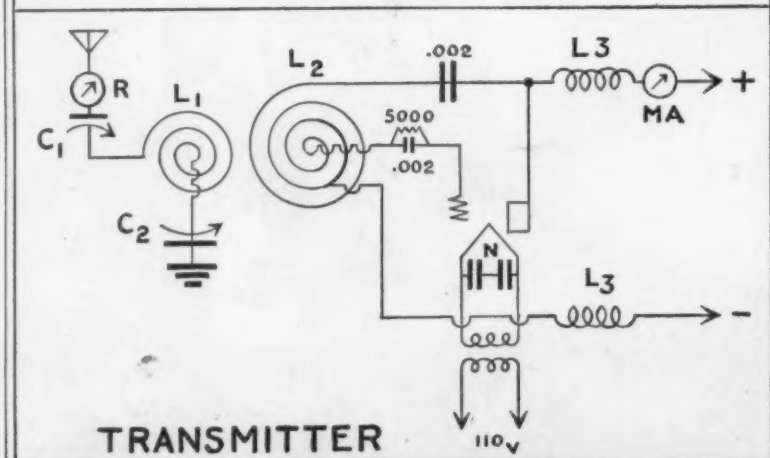 .002
L3
L2
R
L1
5000
MA
+
C1
.002
C2
N
L3
-
TRANSMITTER
110V